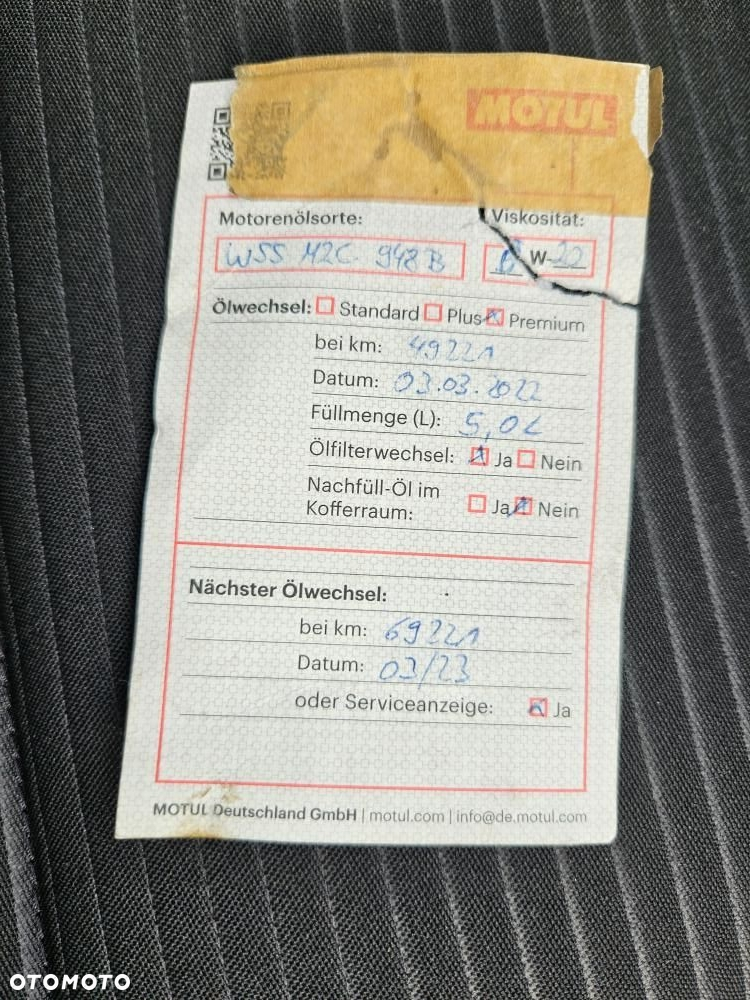 MOTUL
Motorenölsorte: Viskosität:
WSS M2C 948B W-20
Ölwechsel: Standard Plus Premium
bei km: 49221
Datum: 03.03.2022
Füllmenge (L): 5,0L
Ölfilterwechsel: Ja Nein
Nachfüll-Öl im
Kofferraum: Ja Nein
Nächster Ölwechsel:
bei km: 69221
Datum: 03/23
oder Serviceanzeige: Ja
MOTUL Deutschland GmbH | motul.com | info@de.motul.com
OTOMOTO